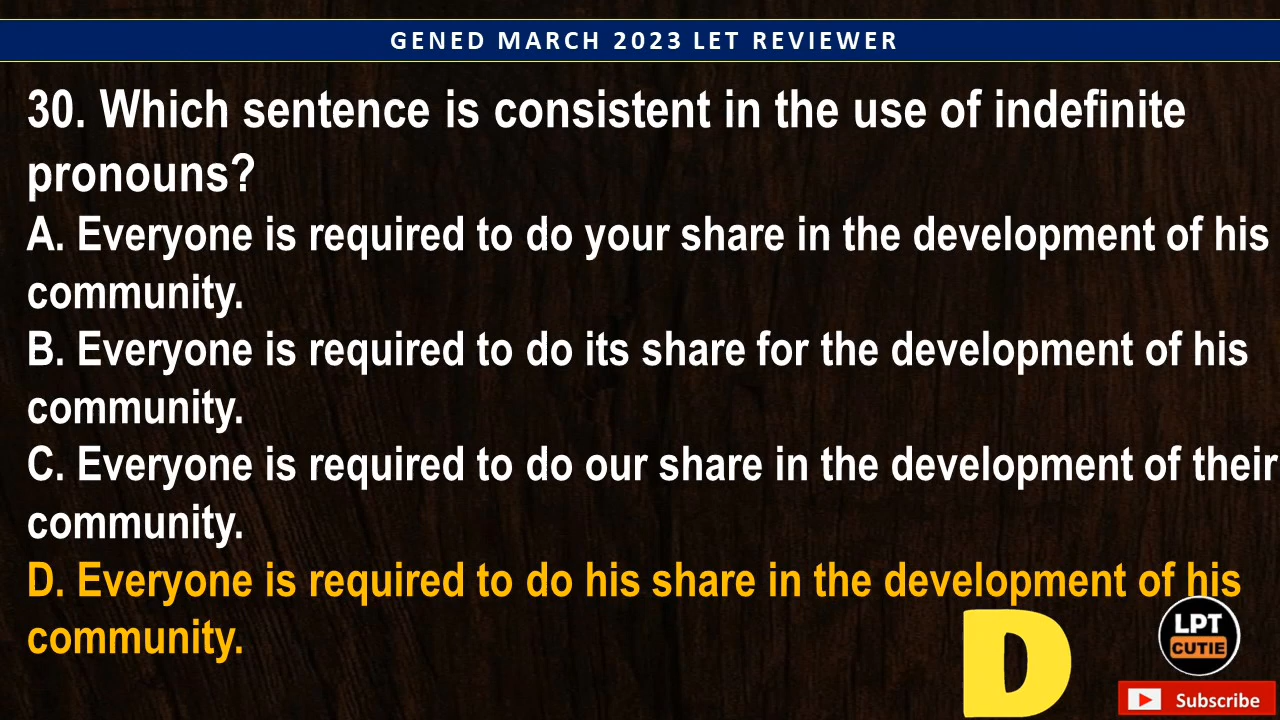 GENED MARCH 2023 LET REVIEWER
30. Which sentence is consistent in the use of indefinite
pronouns?
A. Everyone is required to do your share in the development of his
community.
B. Everyone is required to do its share for the development of his
community.
C. Everyone is required to do our share in the development of their
community.
D. Everyone is required to do his share in the development of his
community.
D
LPT
CUTIE
Subscribe